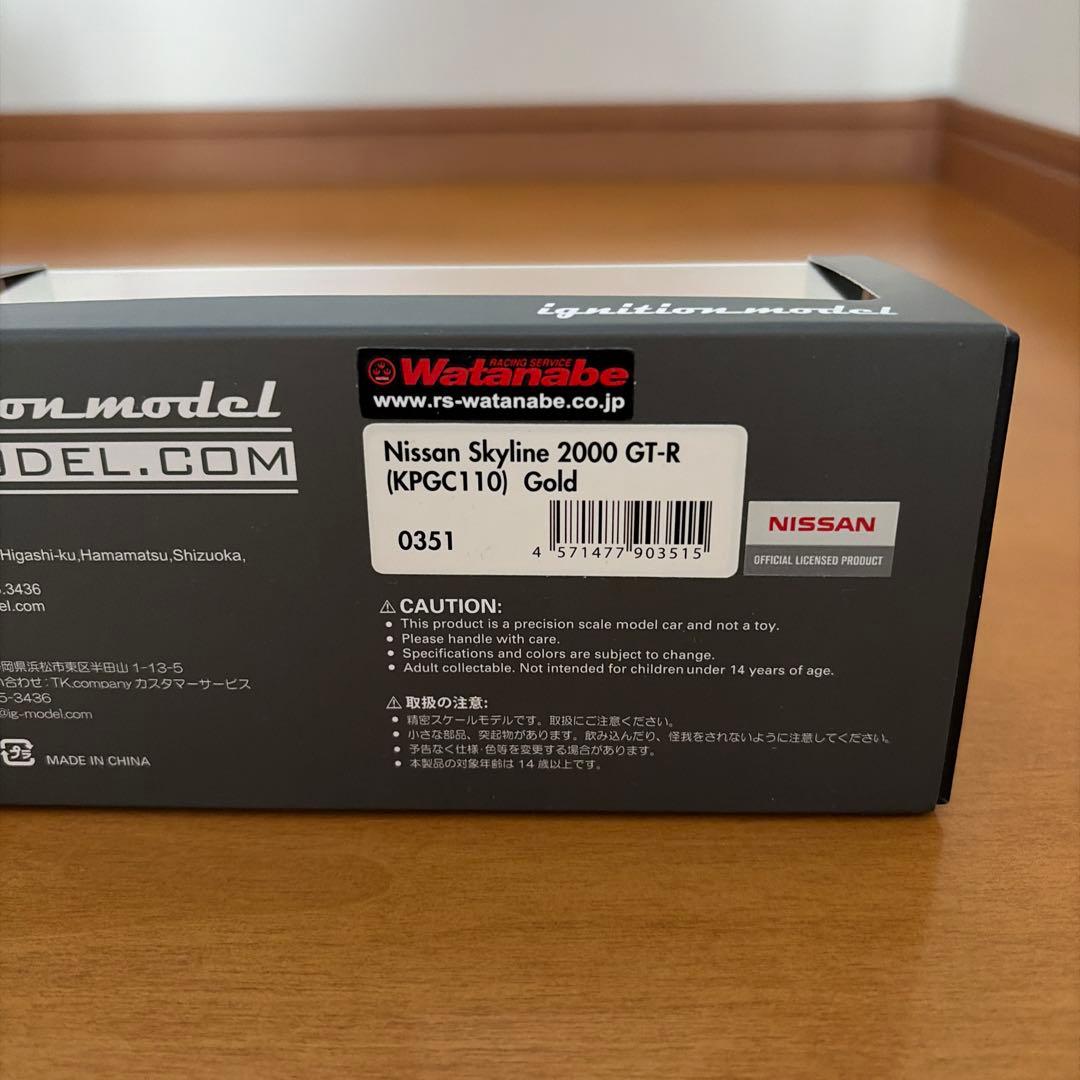 ignition model
on model
ODEL.COM
RACING SERVICE
Watanabe
www.rs-watanabe.co.jp
Nissan Skyline 2000 GT-R
(KPGC110) Gold
0351
4 571477 903515
NISSAN
OFFICIAL LICENSED PRODUCT
Higashi-ku,Hamamatsu,Shizuoka,
.3436
el.com
岡県浜松市東区半田山 1-13-5
い合わせ：TK.company カスタマーサービス
5-3436
@ig-model.com
プラ
MADE IN CHINA
⚠ CAUTION:
• This product is a precision scale model car and not a toy.
• Please handle with care.
• Specifications and colors are subject to change.
• Adult collectable. Not intended for children under 14 years of age.
⚠ 取扱の注意:
• 精密スケールモデルです。取扱にご注意ください。
• 小さな部品、突起物があります。飲み込んだり、怪我をされないように注意してください。
• 予告なく仕様・色等を変更する場合があります。
• 本製品の対象年齢は 14 歳以上です。